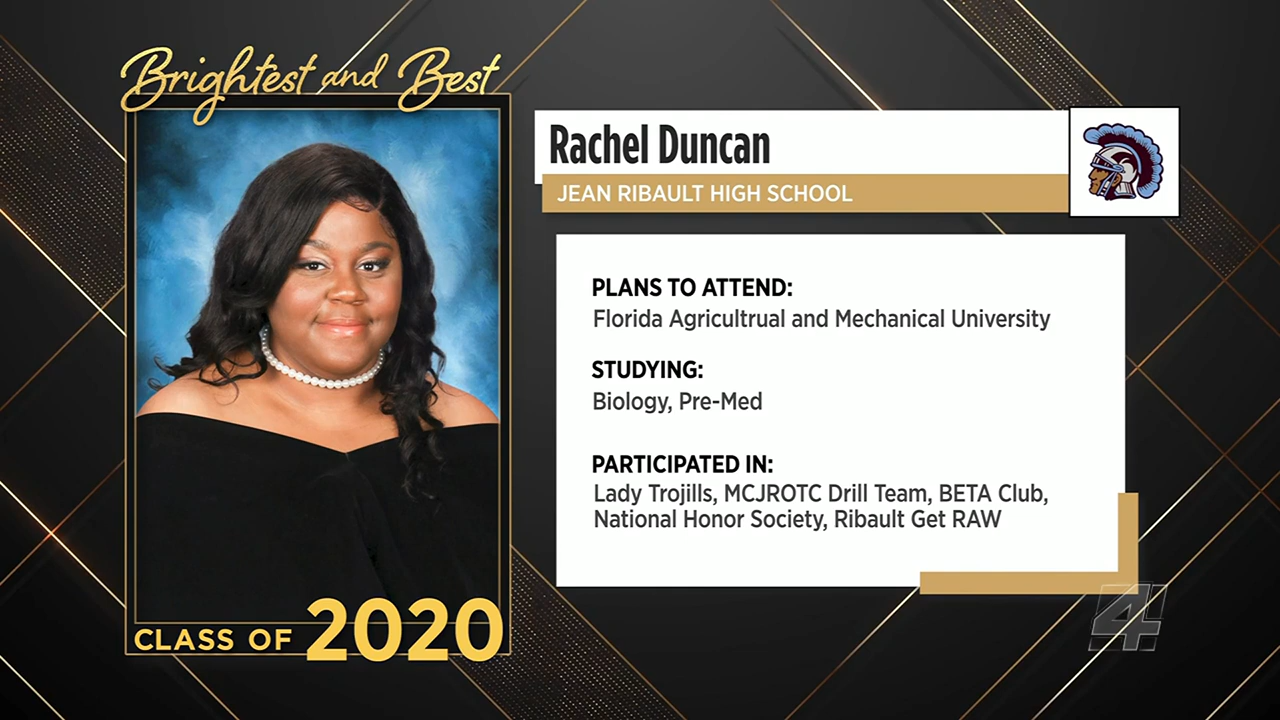 Brightest and Best
Rachel Duncan
JEAN RIBAULT HIGH SCHOOL
PLANS TO ATTEND:
Florida Agricultrual and Mechanical University
STUDYING:
Biology, Pre-Med
PARTICIPATED IN:
Lady Trojills, MCJROTC Drill Team, BETA Club,
National Honor Society, Ribault Get RAW
CLASS OF 2020
4